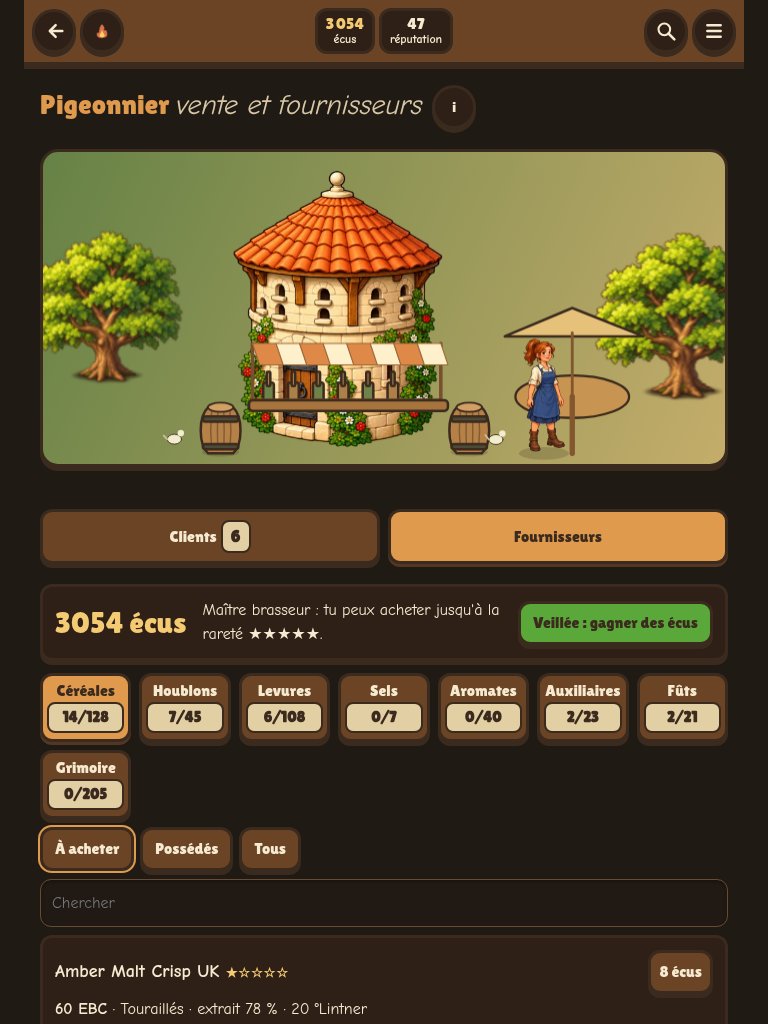 3 054
écus
47
réputation
Pigeonnier vente et fournisseurs
i
Clients 6
Fournisseurs
3054 écus
Maître brasseur : tu peux acheter jusqu'à la
rareté ★★★★★.
Veillée : gagner des écus
Céréales
14/128
Houblons
7/45
Levures
6/108
Sels
0/7
Aromates
0/40
Auxiliaires
2/23
Fûts
2/21
Grimoire
0/205
À acheter
Possédés
Tous
Chercher
Amber Malt Crisp UK ★☆☆☆☆
8 écus
60 EBC · Touraillés · extrait 78 % · 20 °Lintner